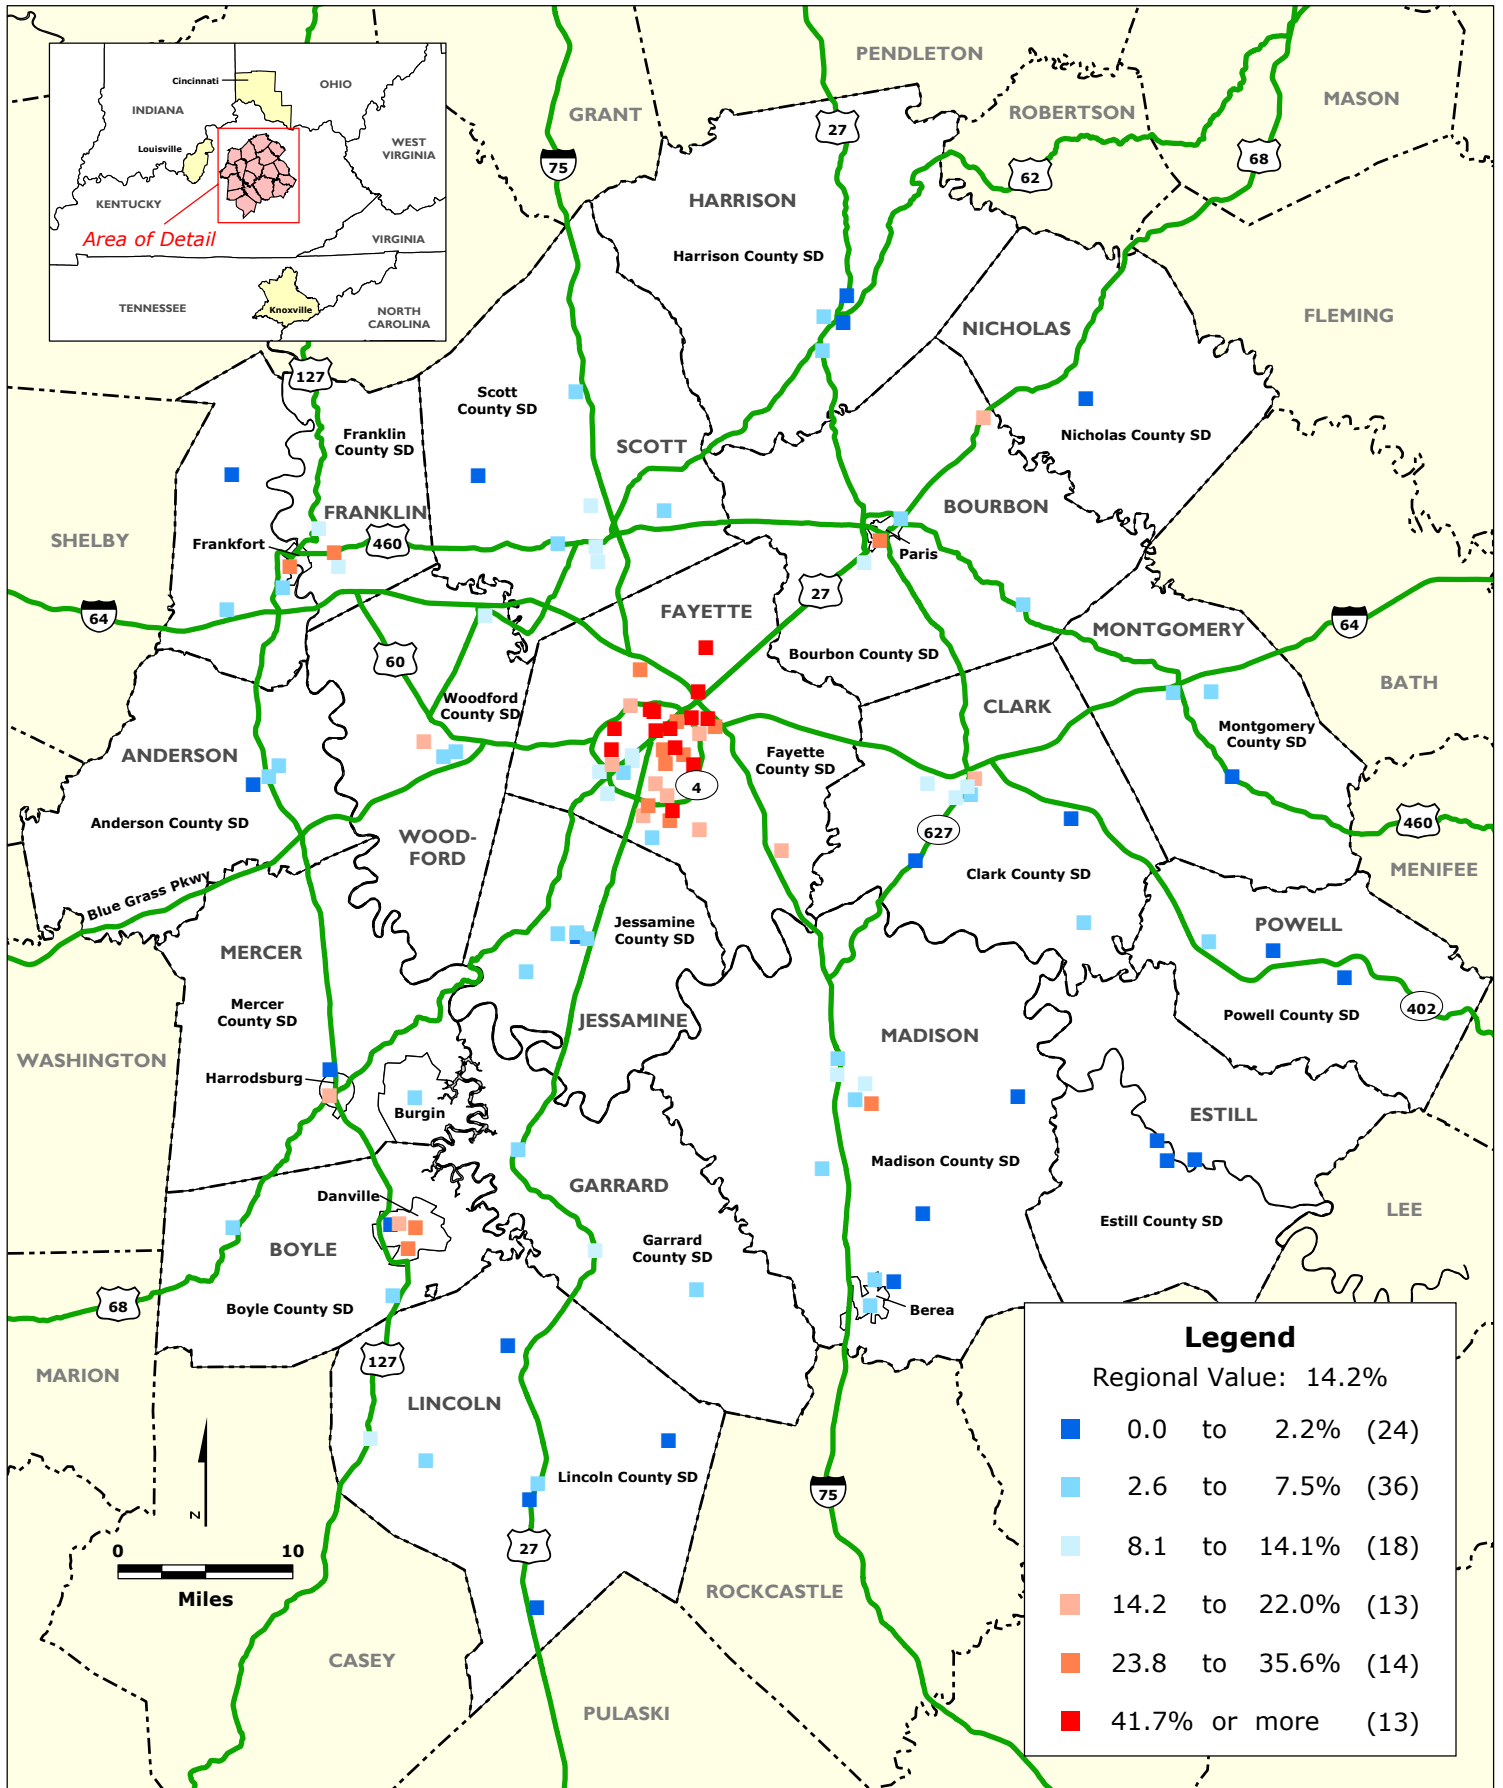 PENDLETON
GRANT
ROBERTSON
MASON
Cincinnati
OHIO
INDIANA
Louisville
WEST
VIRGINIA
KENTUCKY
Area of Detail
VIRGINIA
TENNESSEE
Knoxville
NORTH
CAROLINA
27
75
62
68
HARRISON
Harrison County SD
NICHOLAS
FLEMING
127
Scott
County SD
Franklin
County SD
SCOTT
Nicholas County SD
FRANKLIN
BOURBON
SHELBY
Frankfort
460
Paris
64
27
FAYETTE
MONTGOMERY
64
60
Bourbon County SD
Woodford
County SD
BATH
CLARK
Montgomery
County SD
ANDERSON
Fayette
County SD
4
Anderson County SD
WOOD-
FORD
627
460
MENIFEE
Clark County SD
Blue Grass Pkwy
Jessamine
County SD
POWELL
MERCER
Mercer
County SD
Powell County SD
402
JESSAMINE
MADISON
WASHINGTON
Harrodsburg
Burgin
ESTILL
Madison County SD
GARRARD
Danville
LEE
Estill County SD
BOYLE
Garrard
County SD
68
Boyle County SD
Berea
127
MARION
LINCOLN
Lincoln County SD
75
N
0 10
Miles
27
ROCKCASTLE
CASEY
PULASKI
Legend
Regional Value: 14.2%
0.0 to 2.2% (24)
2.6 to 7.5% (36)
8.1 to 14.1% (18)
14.2 to 22.0% (13)
23.8 to 35.6% (14)
41.7% or more (13)